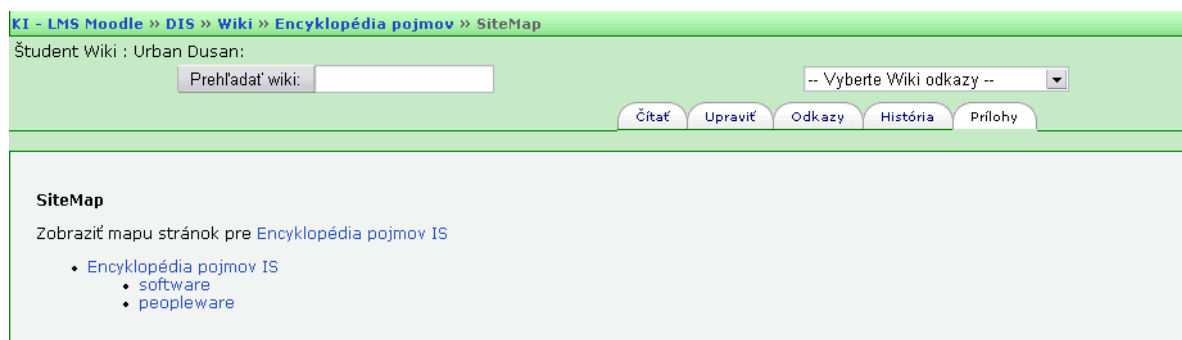 KI - LMS Moodle » DIS » Wiki » Encyklopédia pojmov » SiteMap
Študent Wiki : Urban Dusan:
Prehľadať wiki:
-- Vyberte Wiki odkazy --
Čítať Upraviť Odkazy História Prílohy
SiteMap
Zobraziť mapu stránok pre Encyklopédia pojmov IS
• Encyklopédia pojmov IS
• software
• peopleware